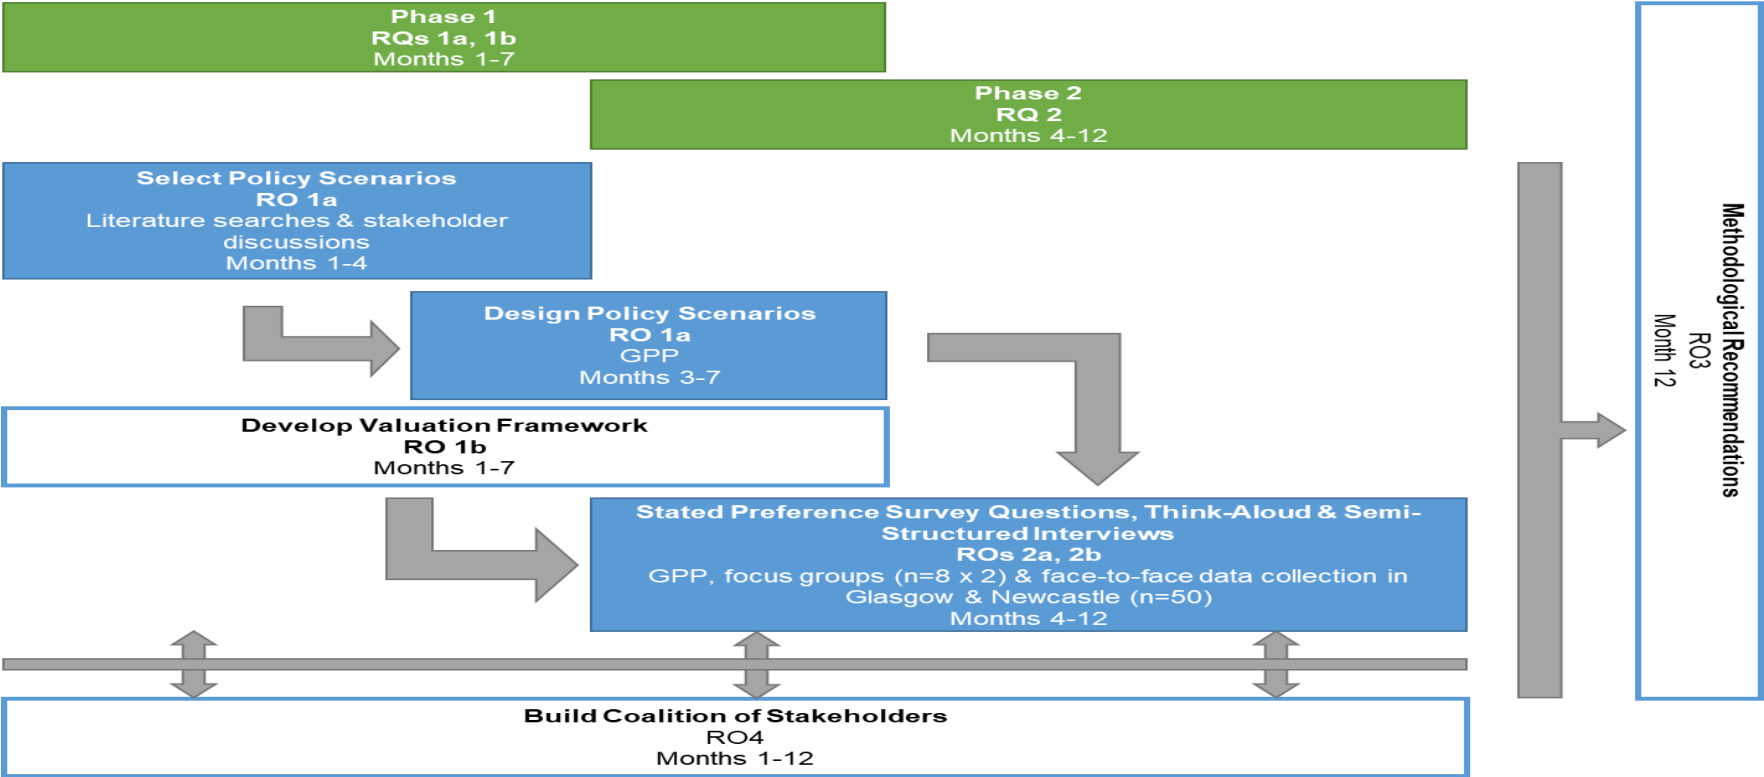 Phase 1
RQs 1a, 1b
Months 1-7
Phase 2
RQ 2
Months 4-12
Select Policy Scenarios
RO 1a
Literature searches & stakeholder
discussions
Months 1-4
Design Policy Scenarios
RO 1a
GPP
Months 3-7
Develop Valuation Framework
RO 1b
Months 1-7
Stated Preference Survey Questions, Think-Aloud & Semi-
Structured Interviews
ROs 2a, 2b
GPP, focus groups (n=8 x 2) & face-to-face data collection in
Glasgow & Newcastle (n=50)
Months 4-12
Build Coalition of Stakeholders
RO4
Months 1-12
Methodological Recommendations
RO3
Month 12